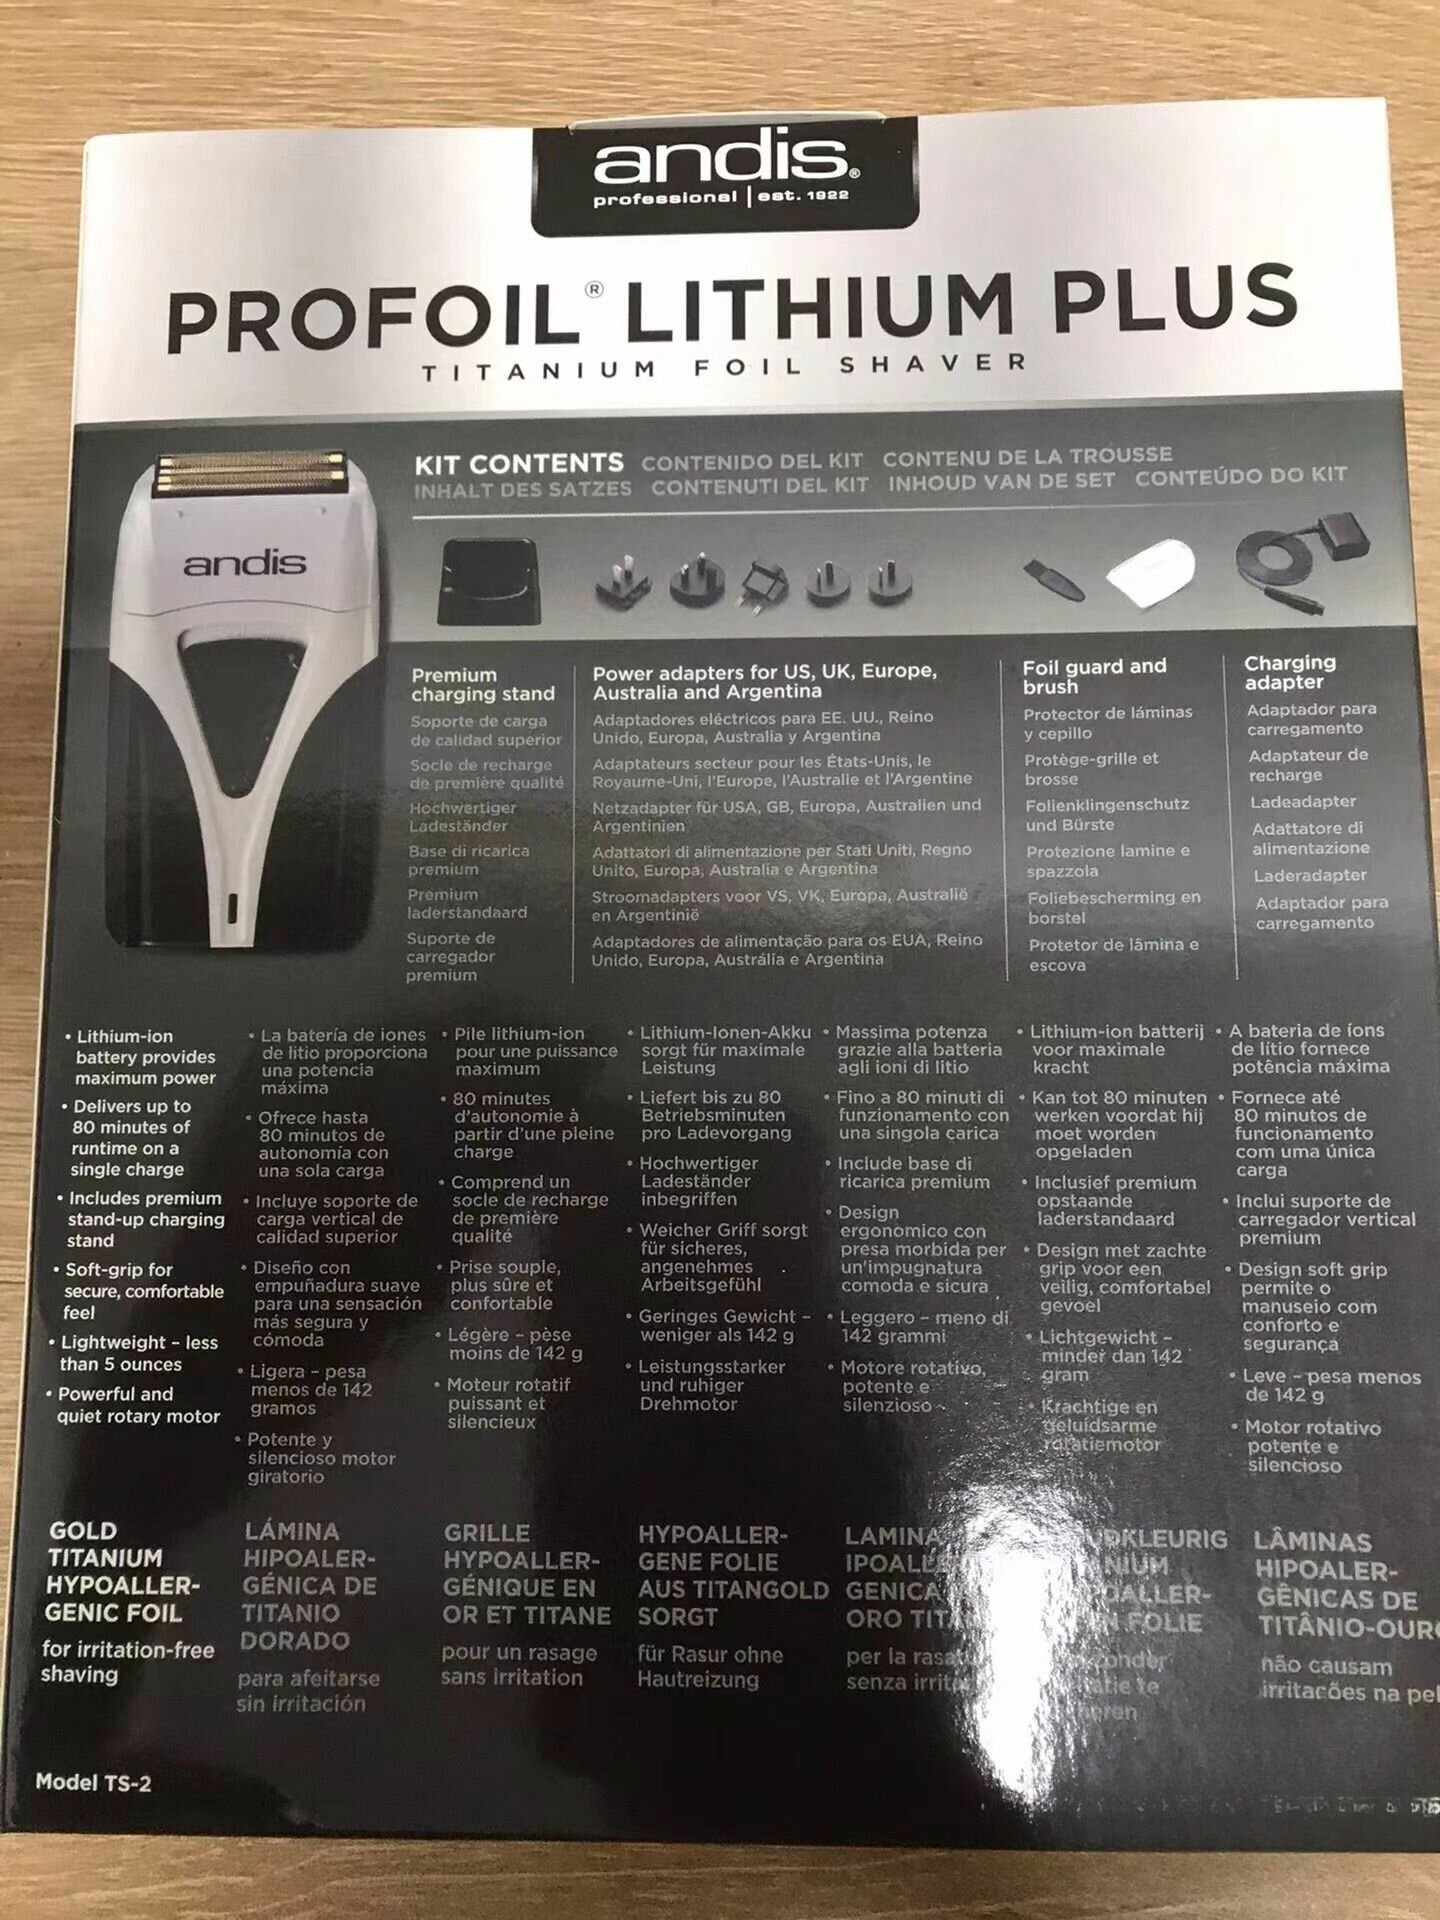 andis®
professional | est. 1922
PROFOIL® LITHIUM PLUS
TITANIUM FOIL SHAVER
andis
KIT CONTENTS CONTENIDO DEL KIT CONTENU DE LA TROUSSE
INHALT DES SATZES CONTENUTI DEL KIT INHOUD VAN DE SET CONTEÚDO DO KIT
Premium
charging stand
Soporte de carga
de calidad superior
Socle de recharge
de première qualité
Hochwertiger
Ladeständer
Base di ricarica
premium
Premium
laderstandaard
Suporte de
carregador
premium
Power adapters for US, UK, Europe,
Australia and Argentina
Adaptadores eléctricos para EE. UU., Reino
Unido, Europa, Australia y Argentina
Adaptateurs secteur pour les États-Unis, le
Royaume-Uni, l'Europe, l'Australie et l'Argentine
Netzadapter für USA, GB, Europa, Australien und
Argentinien
Adattatori di alimentazione per Stati Uniti, Regno
Unito, Europa, Australia e Argentina
Stroomadapters voor VS, VK, Europa, Australië
en Argentinië
Adaptadores de alimentação para os EUA, Reino
Unido, Europa, Austrália e Argentina
Foil guard and
brush
Protector de láminas
y cepillo
Protège-grille et
brosse
Folienklingenschutz
und Bürste
Protezione lamine e
spazzola
Foliebescherming en
borstel
Protetor de lâmina e
escova
Charging
adapter
Adaptador para
carregamento
Adaptateur de
recharge
Ladeadapter
Adattatore di
alimentazione
Laderadapter
Adaptador para
carregamento
• Lithium-ion
battery provides
maximum power
• Delivers up to
80 minutes of
runtime on a
single charge
• Includes premium
stand-up charging
stand
• Soft-grip for
secure, comfortable
feel
• Lightweight – less
than 5 ounces
• Powerful and
quiet rotary motor
• La batería de iones
de litio proporciona
una potencia
máxima
• Ofrece hasta
80 minutos de
autonomía con
una sola carga
• Incluye soporte de
carga vertical de
calidad superior
• Diseño con
empuñadura suave
para una sensación
más segura y
cómoda
• Ligera – pesa
menos de 142
gramos
• Potente y
silencioso motor
giratorio
• Pile lithium-ion
pour une puissance
maximum
• 80 minutes
d'autonomie à
partir d'une pleine
charge
• Comprend un
socle de recharge
de première
qualité
• Prise souple,
plus sûre et
confortable
• Légère – pèse
moins de 142 g
• Moteur rotatif
puissant et
silencieux
• Lithium-Ionen-Akku
sorgt für maximale
Leistung
• Liefert bis zu 80
Betriebsminuten
pro Ladevorgang
• Hochwertiger
Ladeständer
inbegriffen
• Weicher Griff sorgt
für sicheres,
angenehmes
Arbeitsgefühl
• Geringes Gewicht –
weniger als 142 g
• Leistungsstarker
und ruhiger
Drehmotor
• Massima potenza
grazie alla batteria
agli ioni di litio
• Fino a 80 minuti di
funzionamento con
una singola carica
• Include base di
ricarica premium
• Design
ergonomico con
presa morbida per
un'impugnatura
comoda e sicura
• Leggero – meno di
142 grammi
• Motore rotativo,
potente e
silenzioso
• Lithium-ion batterij
voor maximale
kracht
• Kan tot 80 minuten
werken voordat hij
moet worden
opgeladen
• Inclusief premium
opstaande
laderstandaard
• Design met zachte
grip voor een
veilig, comfortabel
gevoel
• Lichtgewicht –
minder dan 142
gram
• Krachtige en
geluidsarme
rotatiemotor
• A bateria de íons
de lítio fornece
potência máxima
• Fornece até
80 minutos de
funcionamento
com uma única
carga
• Inclui suporte de
carregador vertical
premium
• Design soft grip
permite o
manuseio com
conforto e
segurança
• Leve – pesa menos
de 142 g
• Motor rotativo
potente e
silencioso
GOLD
TITANIUM
HYPOALLER-
GENIC FOIL
for irritation-free
shaving
LÁMINA
HIPOALER-
GÉNICA DE
TITANIO
DORADO
para afeitarse
sin irritación
GRILLE
HYPOALLER-
GÉNIQUE EN
OR ET TITANE
pour un rasage
sans irritation
HYPOALLER-
GENE FOLIE
AUS TITANGOLD
SORGT
für Rasur ohne
Hautreizung
LAMINA
GENICA
ORO
per la
senza
FOLIE
LÂMINAS
HIPOALER-
GÊNICAS DE
não causam
irritações na
Model TS-2